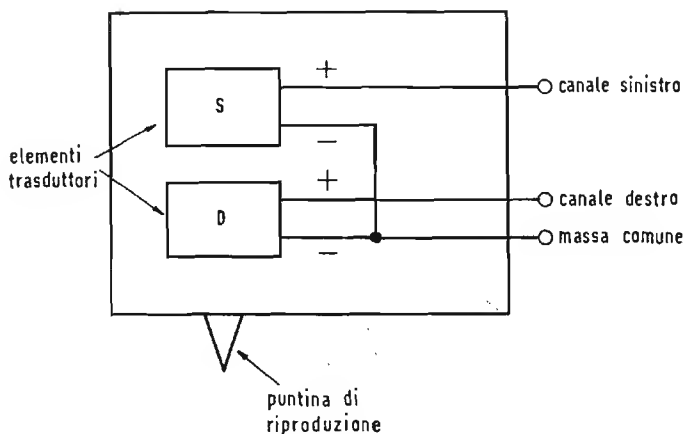 +
canale sinistro
S
−
elementi
trasduttori
+
canale destro
D
massa comune
−
puntina di
riproduzione